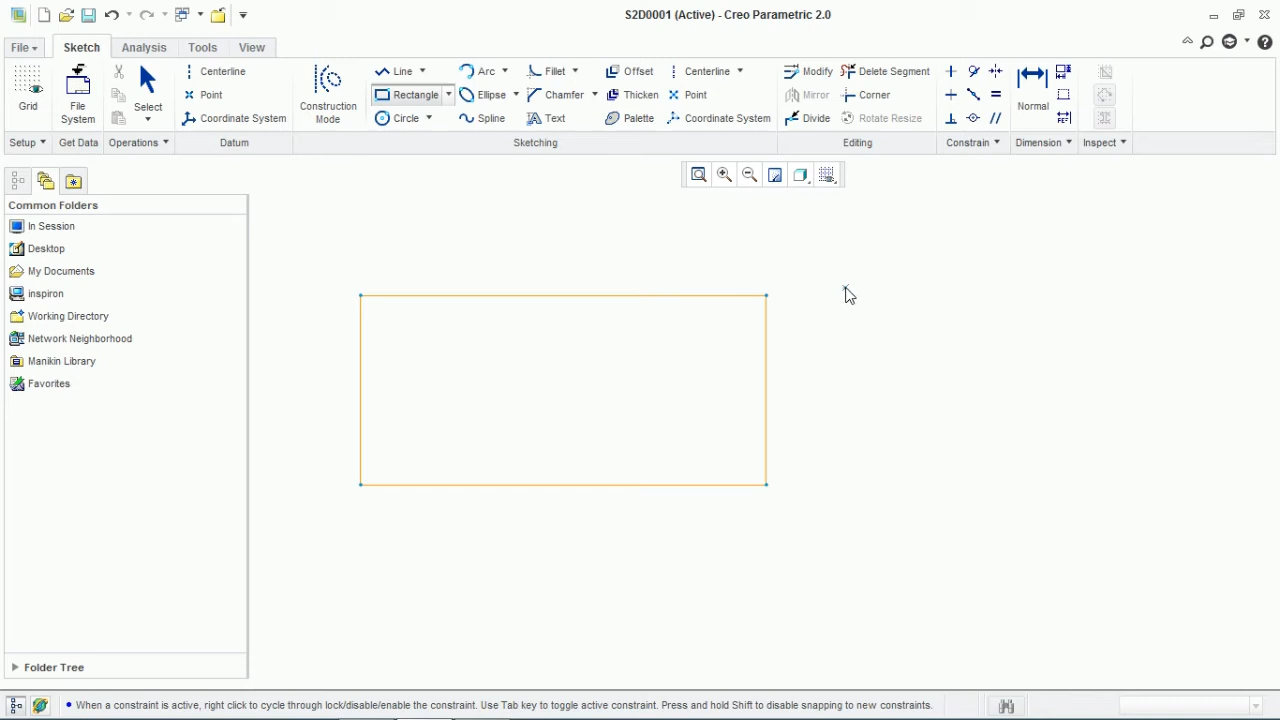 S2D0001 (Active) - Creo Parametric 2.0
File Sketch Analysis Tools View
Centerline Line Arc Fillet Offset Centerline Modify Delete Segment
Point Rectangle Ellipse Chamfer Thicken Point Mirror Corner
Grid File System Select Coordinate System Construction Mode Circle Spline Text Palette Coordinate System Divide Rotate Resize Normal
Setup Get Data Operations Datum Sketching Editing Constrain Dimension Inspect
Common Folders
In Session
Desktop
My Documents
inspiron
Working Directory
Network Neighborhood
Manikin Library
Favorites
Folder Tree
When a constraint is active, right click to cycle through lock/disable/enable the constraint. Use Tab key to toggle active constraint. Press and hold Shift to disable snapping to new constraints.